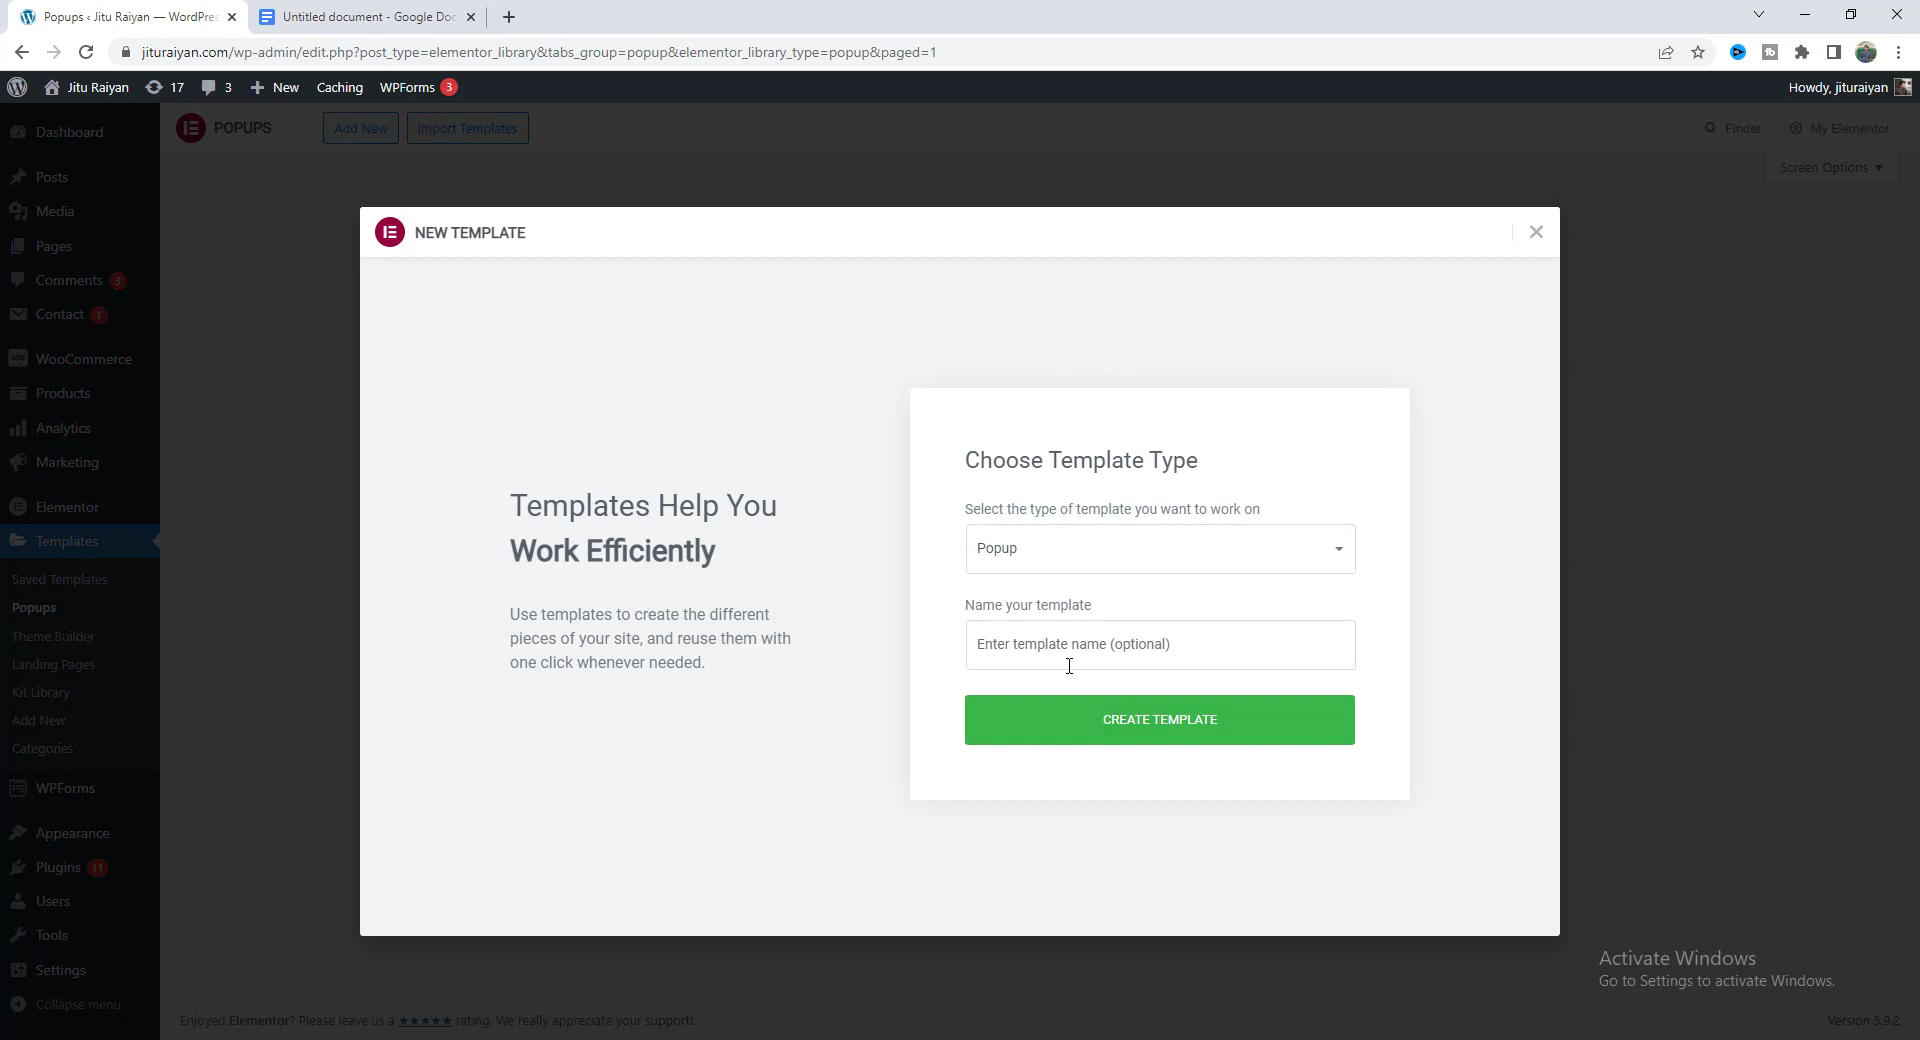 Popups ‹ Jitu Raiyan — WordPres
Untitled document - Google Doc
jituraiyan.com/wp-admin/edit.php?post_type=elementor_library&tabs_group=popup&elementor_library_type=popup&paged=1
Jitu Raiyan
17
3
New
Caching
WPForms
3
Howdy, jituraiyan
Dashboard
Posts
Media
Pages
Comments 3
Contact 1
WooCommerce
Products
Analytics
Marketing
Elementor
Templates
Saved Templates
Popups
Theme Builder
Landing Pages
Kit Library
Add New
Categories
WPForms
Appearance
Plugins 11
Users
Tools
Settings
Collapse menu
POPUPS
Add New
Import Templates
Finder
My Elementor
Screen Options
NEW TEMPLATE
Templates Help You
Work Efficiently
Use templates to create the different
pieces of your site, and reuse them with
one click whenever needed.
Choose Template Type
Select the type of template you want to work on
Popup
Name your template
Enter template name (optional)
CREATE TEMPLATE
Activate Windows
Go to Settings to activate Windows.
Enjoyed Elementor? Please leave us a ★★★★★ rating. We really appreciate your support!
Version 5.9.2